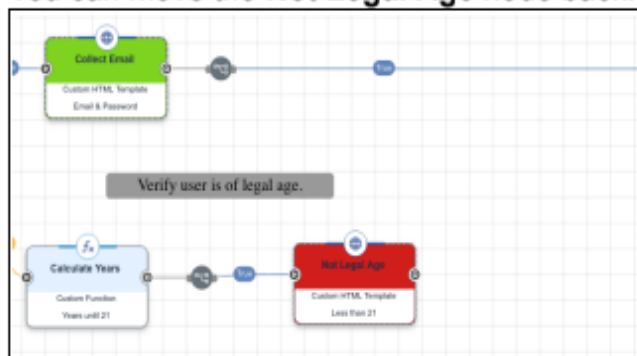 Collect Email
Custom HTML Template
Email & Password
True
Verify user is of legal age.
Calculate Years
Custom Function
Years until 21
True
Not Legal Age
Custom HTML Template
Less than 21